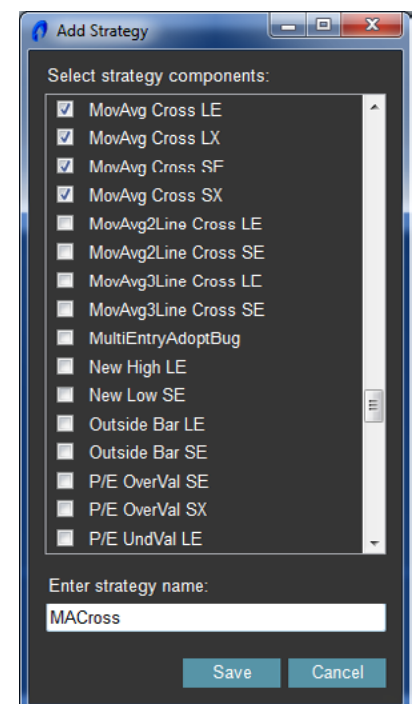 Add Strategy
Select strategy components:
MovAvg Cross LE
MovAvg Cross LX
MovAvg Cross SE
MovAvg Cross SX
MovAvg2Line Cross LE
MovAvg2Line Cross SE
MovAvg3Line Cross LE
MovAvg3Line Cross SE
MultiEntryAdoptBug
New High LE
New Low SE
Outside Bar LE
Outside Bar SE
P/E OverVal SE
P/E OverVal SX
P/E UndVal LE
Enter strategy name:
MACross
Save Cancel